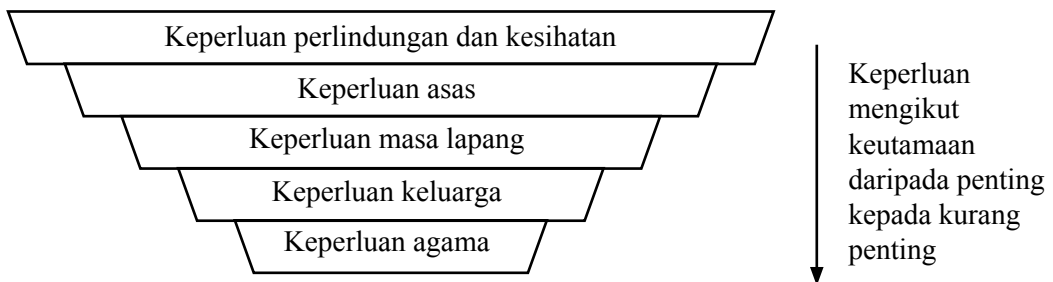 Keperluan perlindungan dan kesihatan
Keperluan asas
Keperluan masa lapang
Keperluan keluarga
Keperluan agama
Keperluan
mengikut
keutamaan
daripada penting
kepada kurang
penting